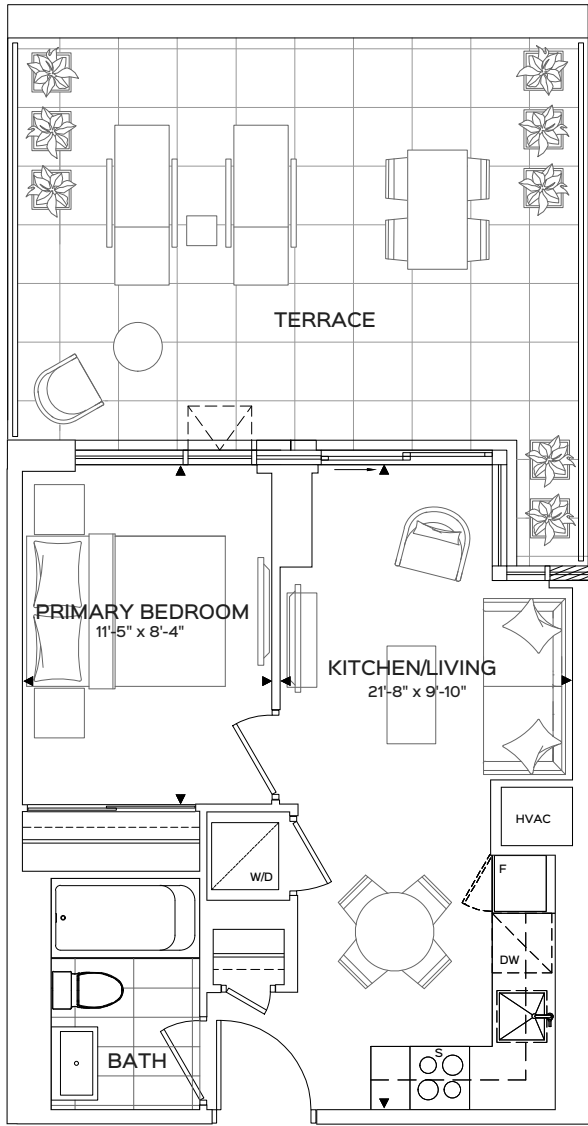 TERRACE
PRIMARY BEDROOM
11'-5" x 8'-4"
KITCHEN/LIVING
21'-8" x 9'-10"
HVAC
W/D
F
DW
S
BATH